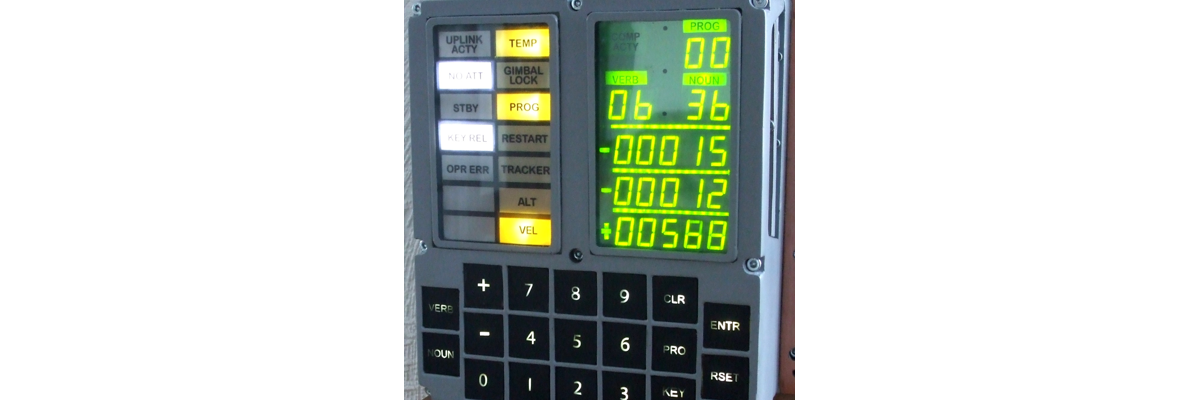 UPLINK ACTY
TEMP
NO ATT
GIMBAL LOCK
STBY
PROG
KEY REL
RESTART
OPR ERR
TRACKER
ALT
VEL
COMP ACTY
PROG
00
VERB NOUN
06 36
-00015
-00012
+00588
VERB
NOUN
+ 7 8 9 CLR
- 4 5 6 PRO
0 1 2 3 KEY
ENTR
RSET